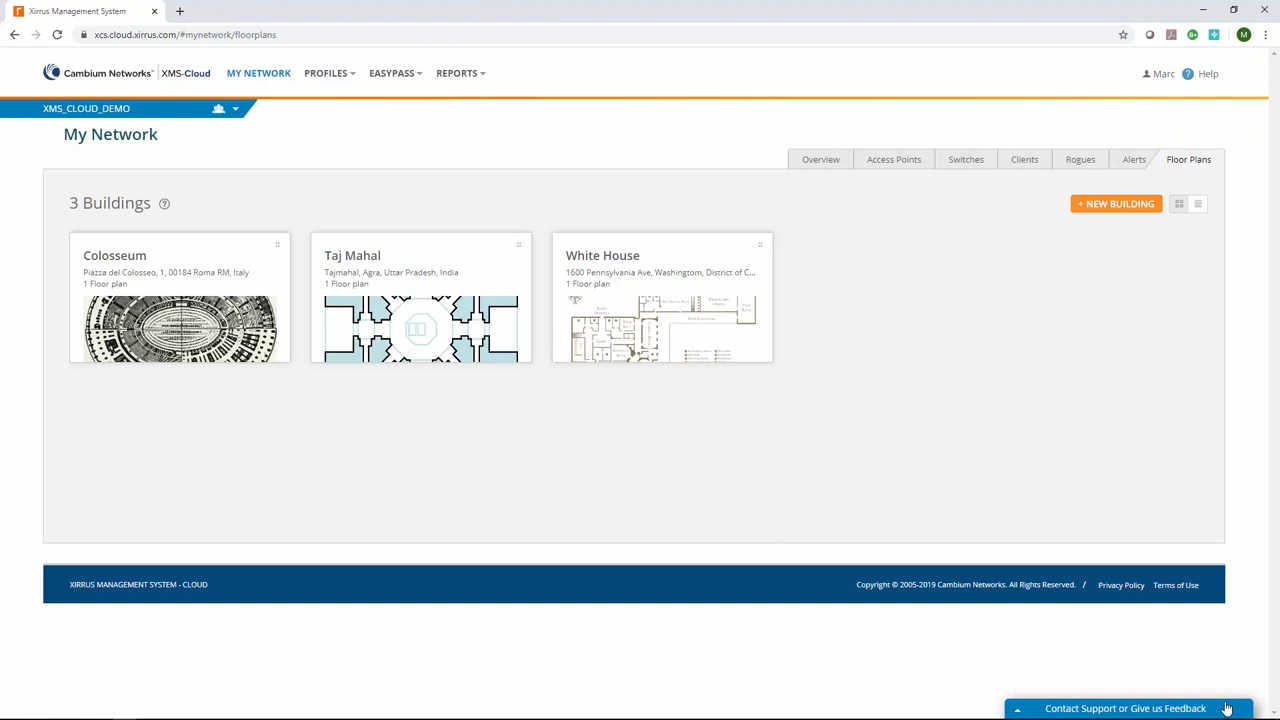 Xirrus Management System
xcs.cloud.xirrus.com/#mynetwork/floorplans
M
Cambium Networks™ | XMS-Cloud
MY NETWORK
PROFILES
EASYPASS
REPORTS
Marc
? Help
XMS_CLOUD_DEMO
My Network
Overview
Access Points
Switches
Clients
Rogues
Alerts
Floor Plans
3 Buildings ?
+ NEW BUILDING
Colosseum
Piazza del Colosseo, 1, 00184 Roma RM, Italy
1 Floor plan
Taj Mahal
Tajmahal, Agra, Uttar Pradesh, India
1 Floor plan
White House
1600 Pennsylvania Ave, Washingtom, District of C...
1 Floor plan
XIRRUS MANAGEMENT SYSTEM - CLOUD
Copyright © 2005-2019 Cambium Networks. All Rights Reserved. / Privacy Policy Terms of Use
Contact Support or Give us Feedback